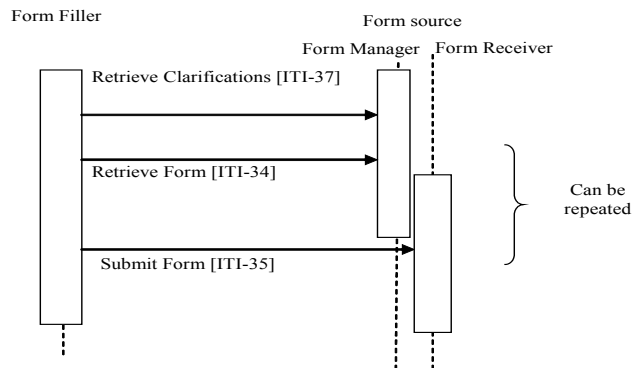 Form Filler
Form source
Form Manager
Form Receiver
Retrieve Clarifications [ITI-37]
Retrieve Form [ITI-34]
Can be
repeated
Submit Form [ITI-35]